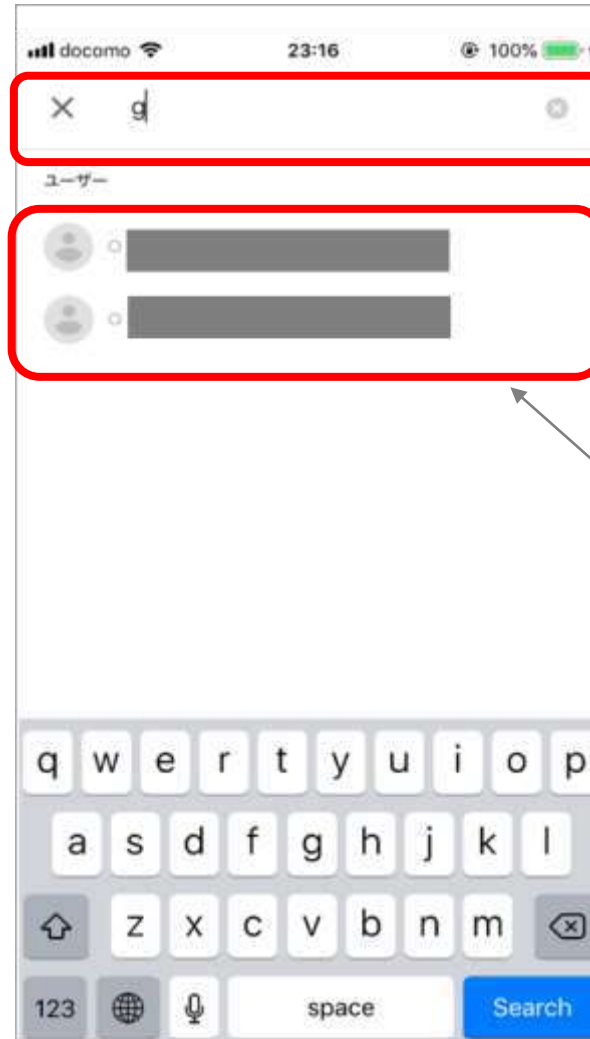 docomo 23:16 100%
g
ユーザー
q w e r t y u i o p
a s d f g h j k l
z x c v b n m
123 space Search